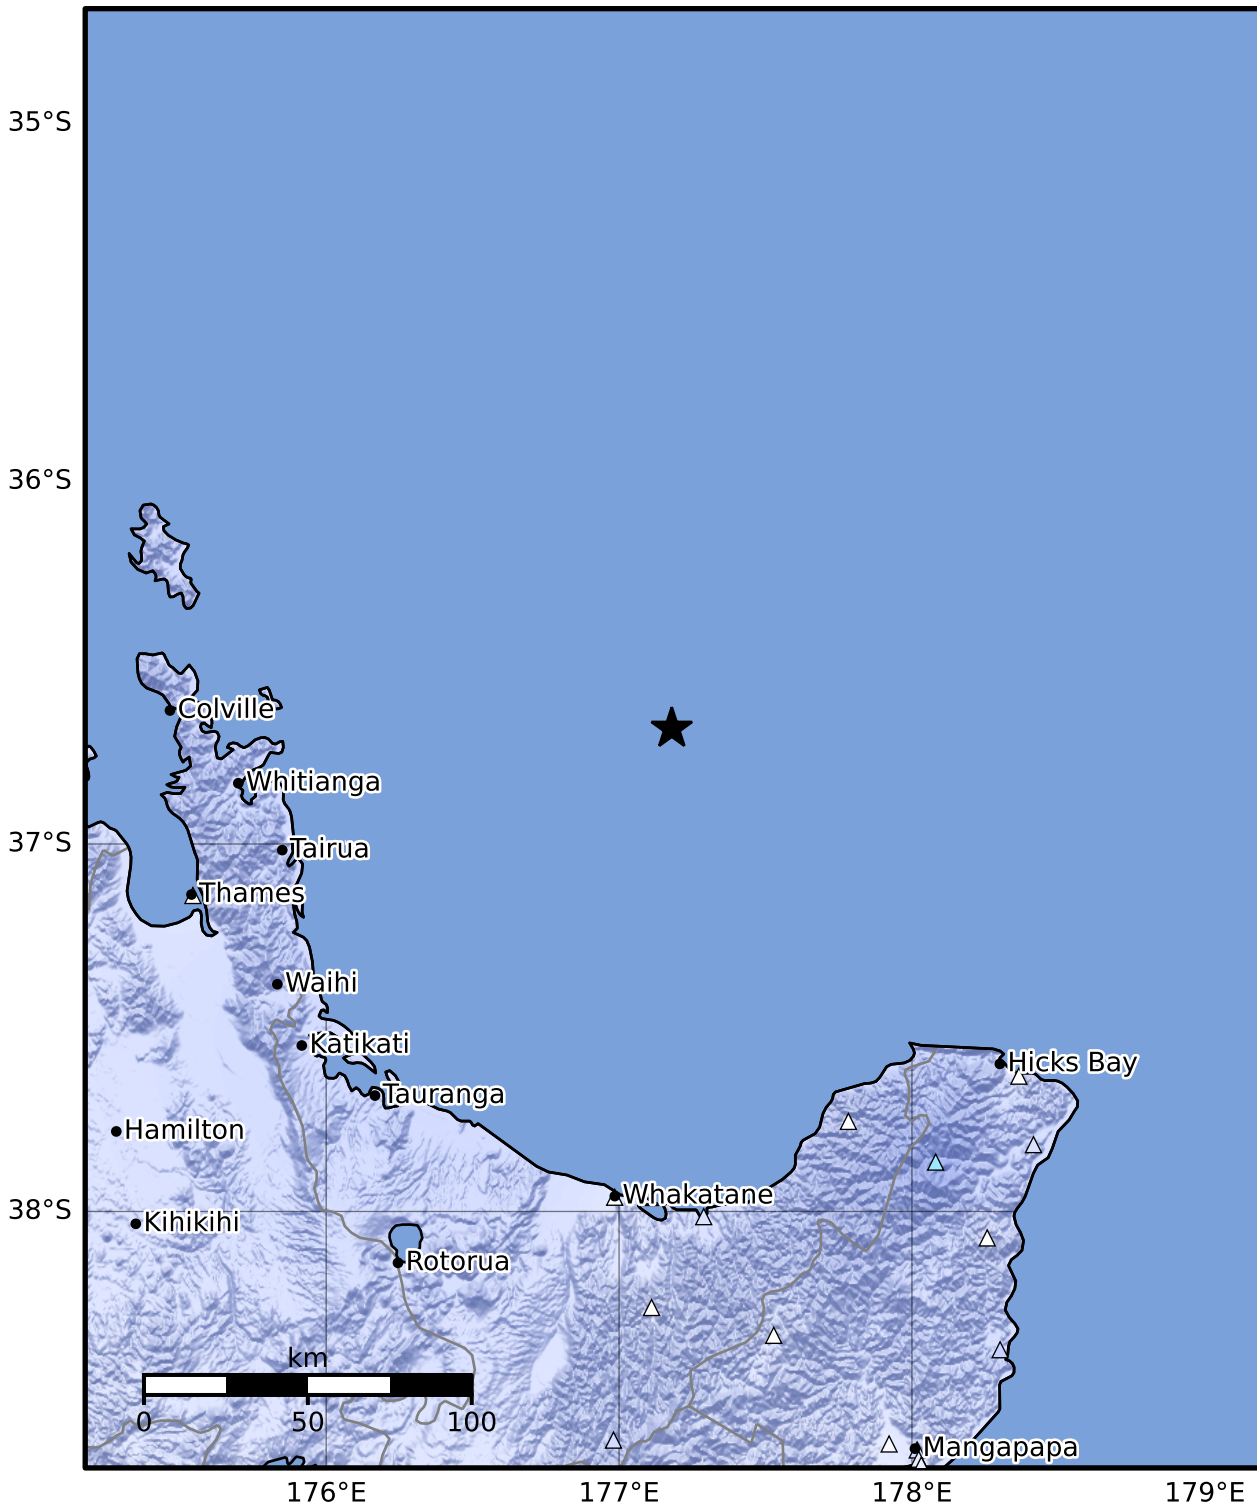 35°S
36°S
Colville
Whitianga
37°S
Tairua
Thames
Waihi
Katikati
Hicks Bay
Tauranga
Hamilton
Whakatane
38°S
Kihikihi
Rotorua
km
0 50 100
Mangapapa
176°E 177°E 178°E 179°E